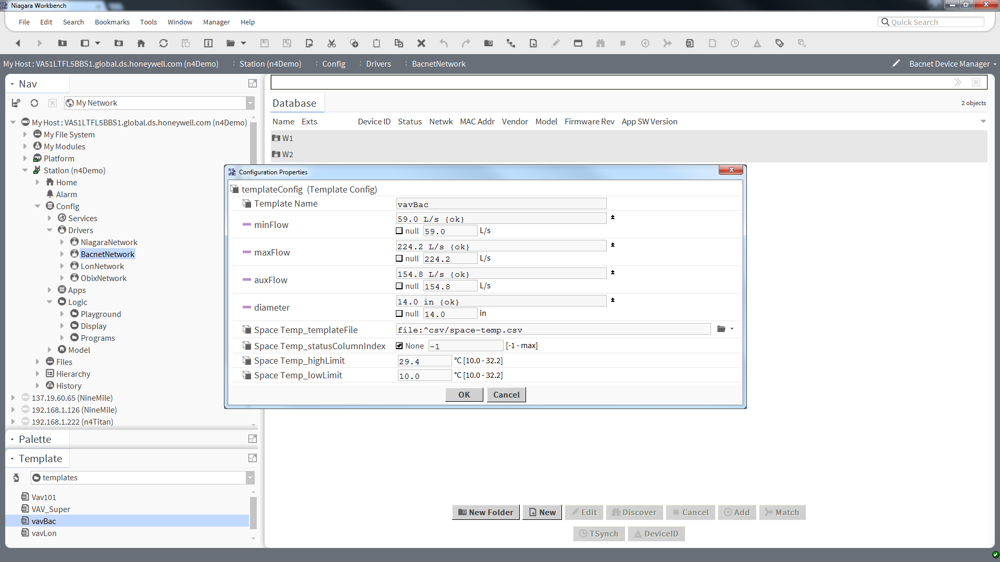 Niagara Workbench
File Edit Search Bookmarks Tools Window Manager Help
Quick Search
My Host : VA51LTFL5BBS1.global.ds.honeywell.com (n4Demo) : Station (n4Demo) : Config : Drivers : BacnetNetwork
Bacnet Device Manager
Nav
My Network
My Host : VA51LTFL5BBS1.global.ds.honeywell.com (n4Demo)
My File System
My Modules
Platform
Station (n4Demo)
Home
Alarm
Config
Services
Drivers
NiagaraNetwork
BacnetNetwork
LonNetwork
ObixNetwork
Apps
Logic
Playground
Display
Programs
Model
Files
Hierarchy
History
137.19.60.65 (NineMile)
192.168.1.126 (NineMile)
192.168.1.222 (n4Titan)
Palette
Template
templates
Vav101
VAV_Super
vavBac
vavLon
Database
2 objects
Name Exts Device ID Status Netwk MAC Addr Vendor Model Firmware Rev App SW Version
W1
W2
Configuration Properties
templateConfig (Template Config)
Template Name vavBac
minFlow 59.0 L/s {ok}
null 59.0 L/s
maxFlow 224.2 L/s {ok}
null 224.2 L/s
auxFlow 154.8 L/s {ok}
null 154.8 L/s
diameter 14.0 in {ok}
null 14.0 in
Space Temp_templateFile file:^csv/space-temp.csv
Space Temp_statusColumnIndex None -1 [-1 - max]
Space Temp_highLimit 29.4 °C [10.0 - 32.2]
Space Temp_lowLimit 10.0 °C [10.0 - 32.2]
OK Cancel
New Folder New Edit Discover Cancel Add Match
TSynch DeviceID